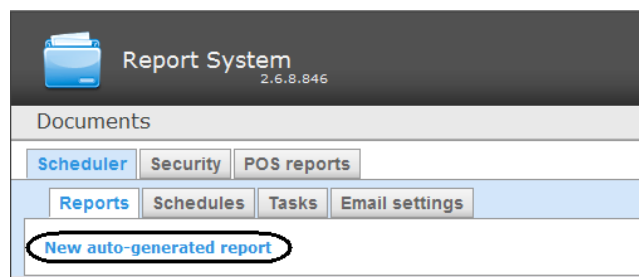 Report System
2.6.8.846
Documents
Scheduler Security POS reports
Reports Schedules Tasks Email settings
New auto-generated report